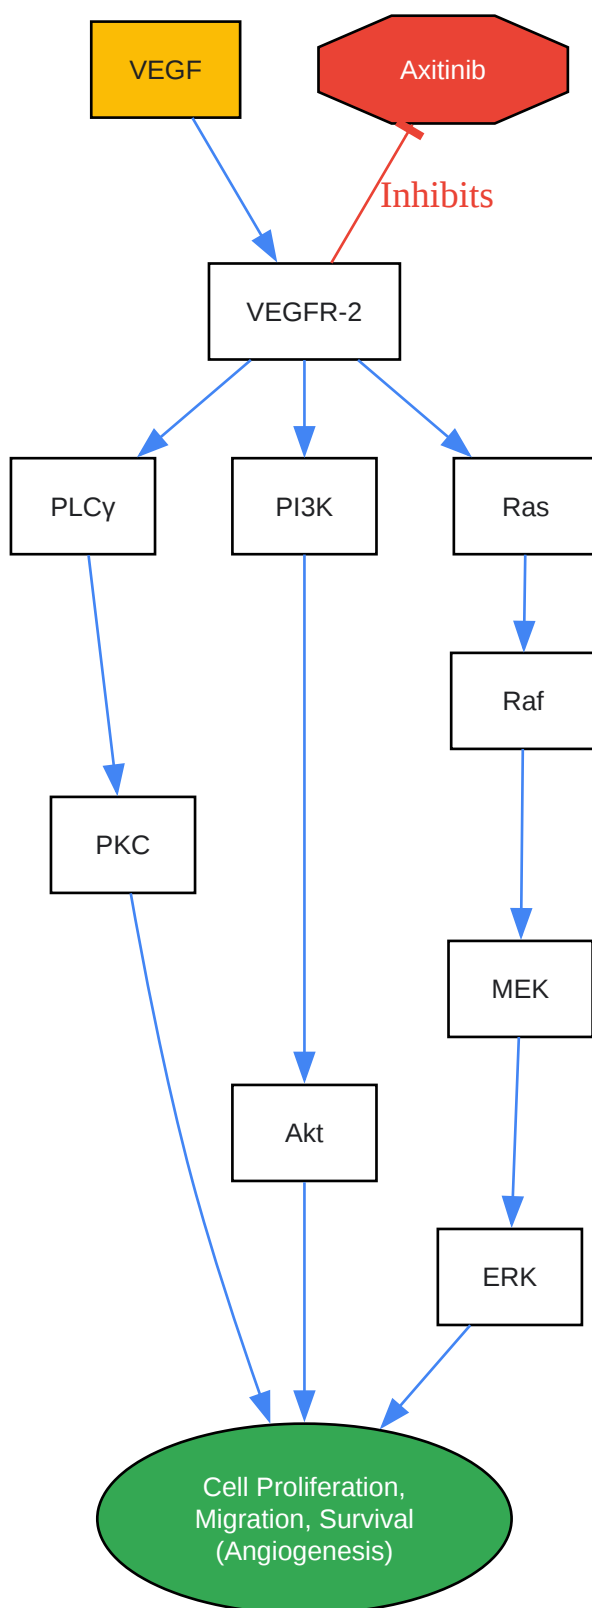 VEGF
Axitinib
Inhibits
VEGFR-2
PLCγ
PI3K
Ras
Raf
PKC
MEK
Akt
ERK
Cell Proliferation,
Migration, Survival
(Angiogenesis)